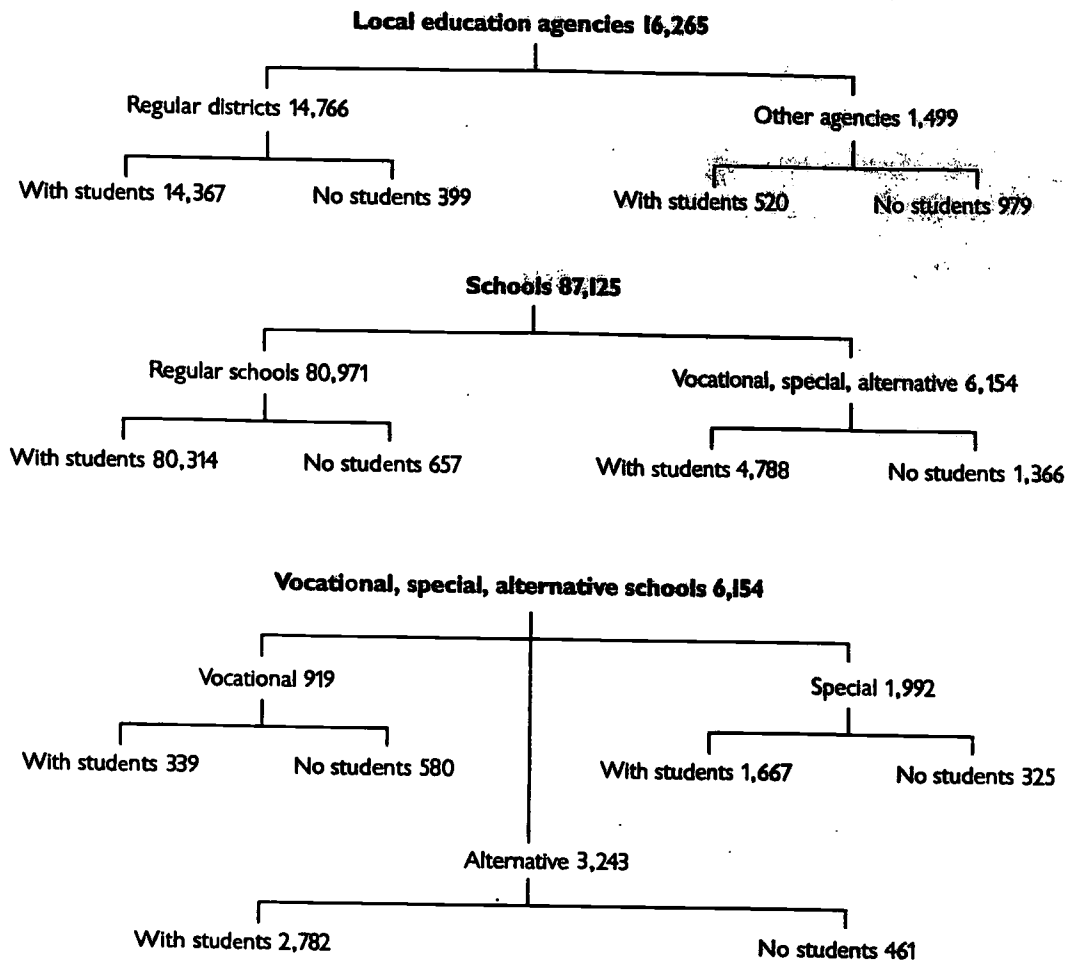 Local education agencies 16,265
Regular districts 14,766
Other agencies 1,499
With students 14,367
No students 399
With students 520
No students 979
Schools 87,125
Regular schools 80,971
Vocational, special, alternative 6,154
With students 80,314
No students 657
With students 4,788
No students 1,366
Vocational, special, alternative schools 6,154
Vocational 919
Special 1,992
With students 339
No students 580
With students 1,667
No students 325
Alternative 3,243
With students 2,782
No students 461